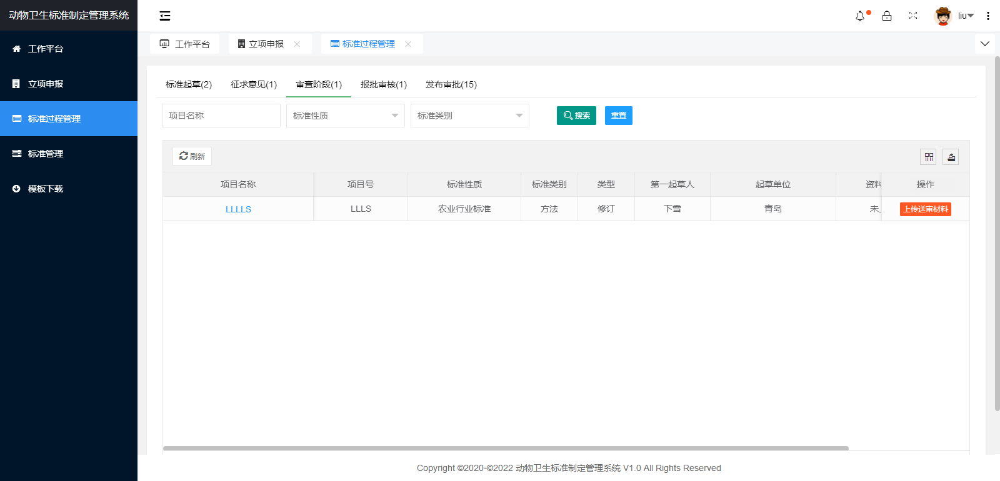 动物卫生标准制定管理系统
liu
工作平台
立项申报
标准过程管理
标准管理
模板下载
工作平台
立项申报
标准过程管理
标准起草(2)
征求意见(1)
审查阶段(1)
报批审核(1)
发布审批(15)
项目名称
标准性质
标准类别
搜索
重置
刷新
项目名称 项目号 标准性质 标准类别 类型 第一起草人 起草单位 资料 操作
LLLLS LLLS 农业行业标准 方法 修订 下雪 青岛 未 上传送审材料
Copyright ©2020-©2022 动物卫生标准制定管理系统 V1.0 All Rights Reserved